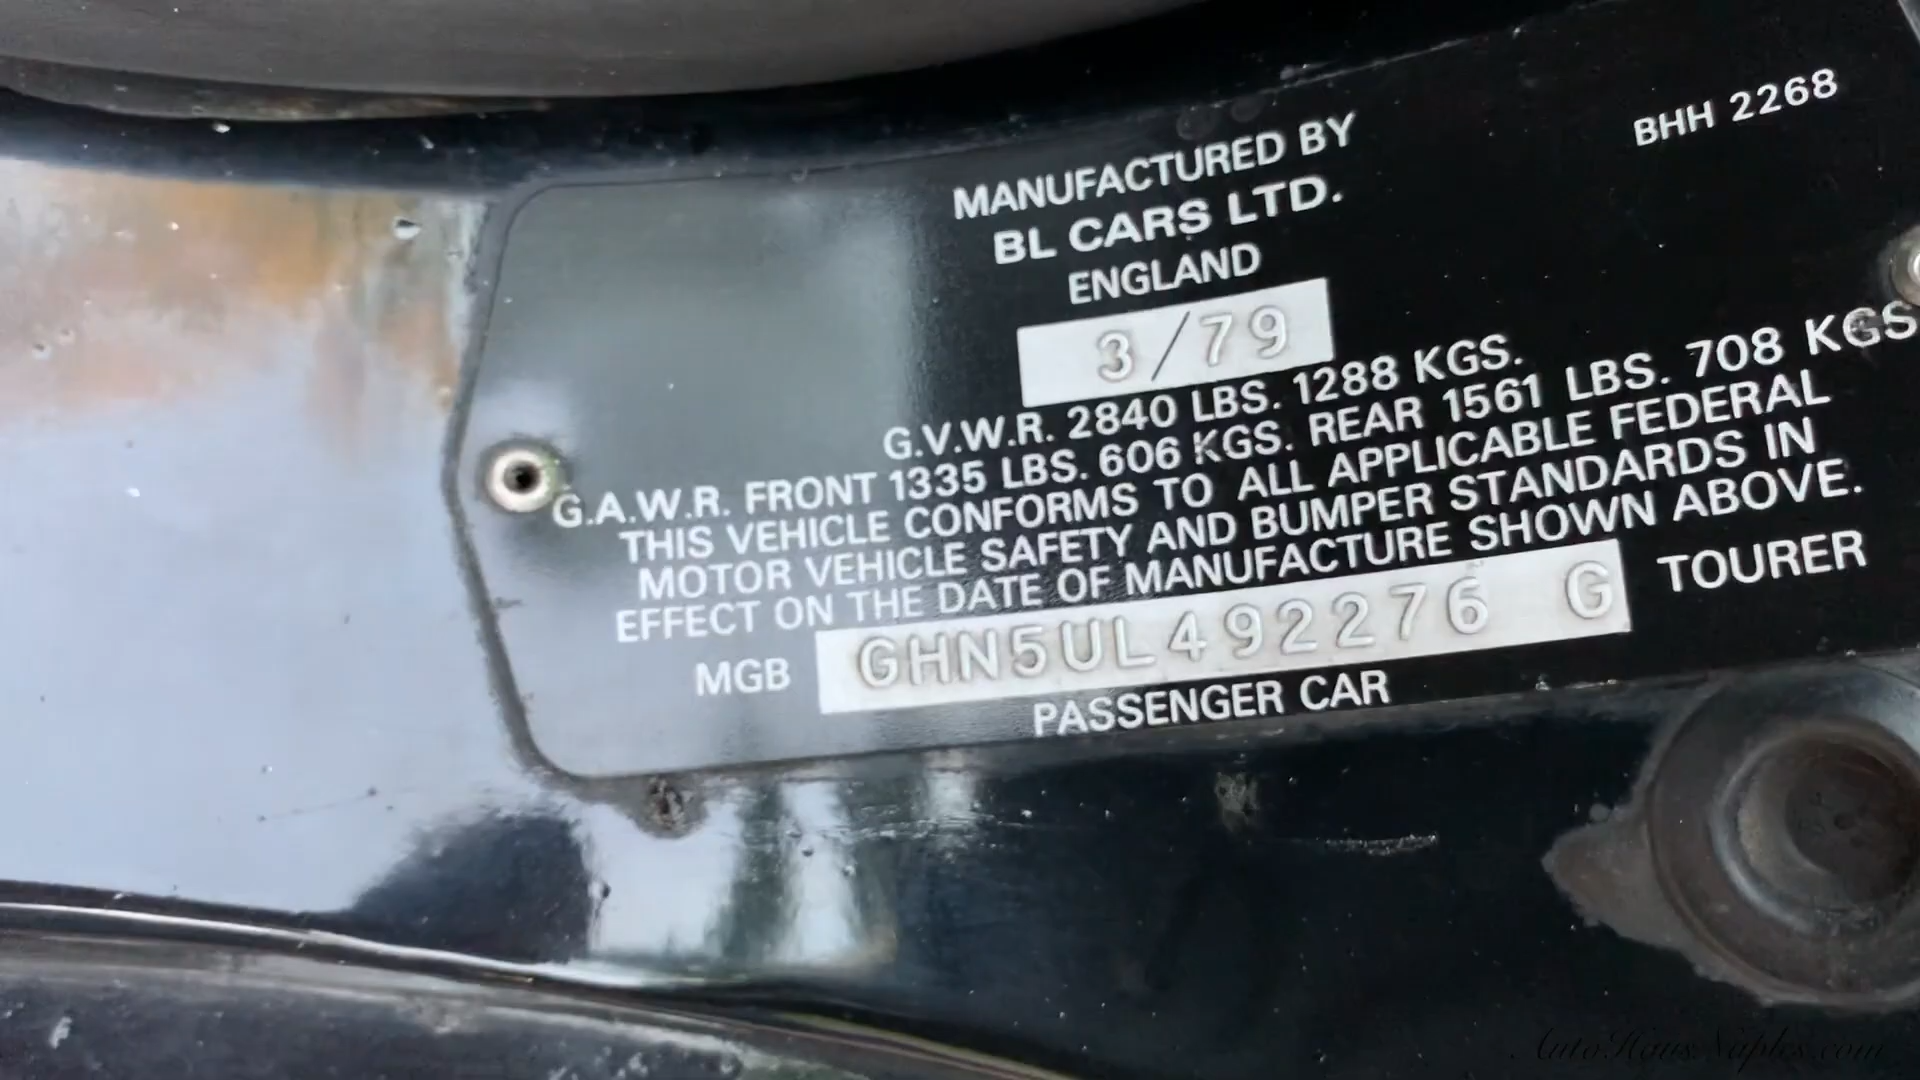 BHH 2268
MANUFACTURED BY
BL CARS LTD.
ENGLAND
3/79
G.V.W.R. 2840 LBS. 1288 KGS.
G.A.W.R. FRONT 1335 LBS. 606 KGS. REAR 1561 LBS. 708 KGS
THIS VEHICLE CONFORMS TO ALL APPLICABLE FEDERAL
MOTOR VEHICLE SAFETY AND BUMPER STANDARDS IN
EFFECT ON THE DATE OF MANUFACTURE SHOWN ABOVE.
MGB GHN5UL492276 G TOURER
PASSENGER CAR
AutoHausNaples.com